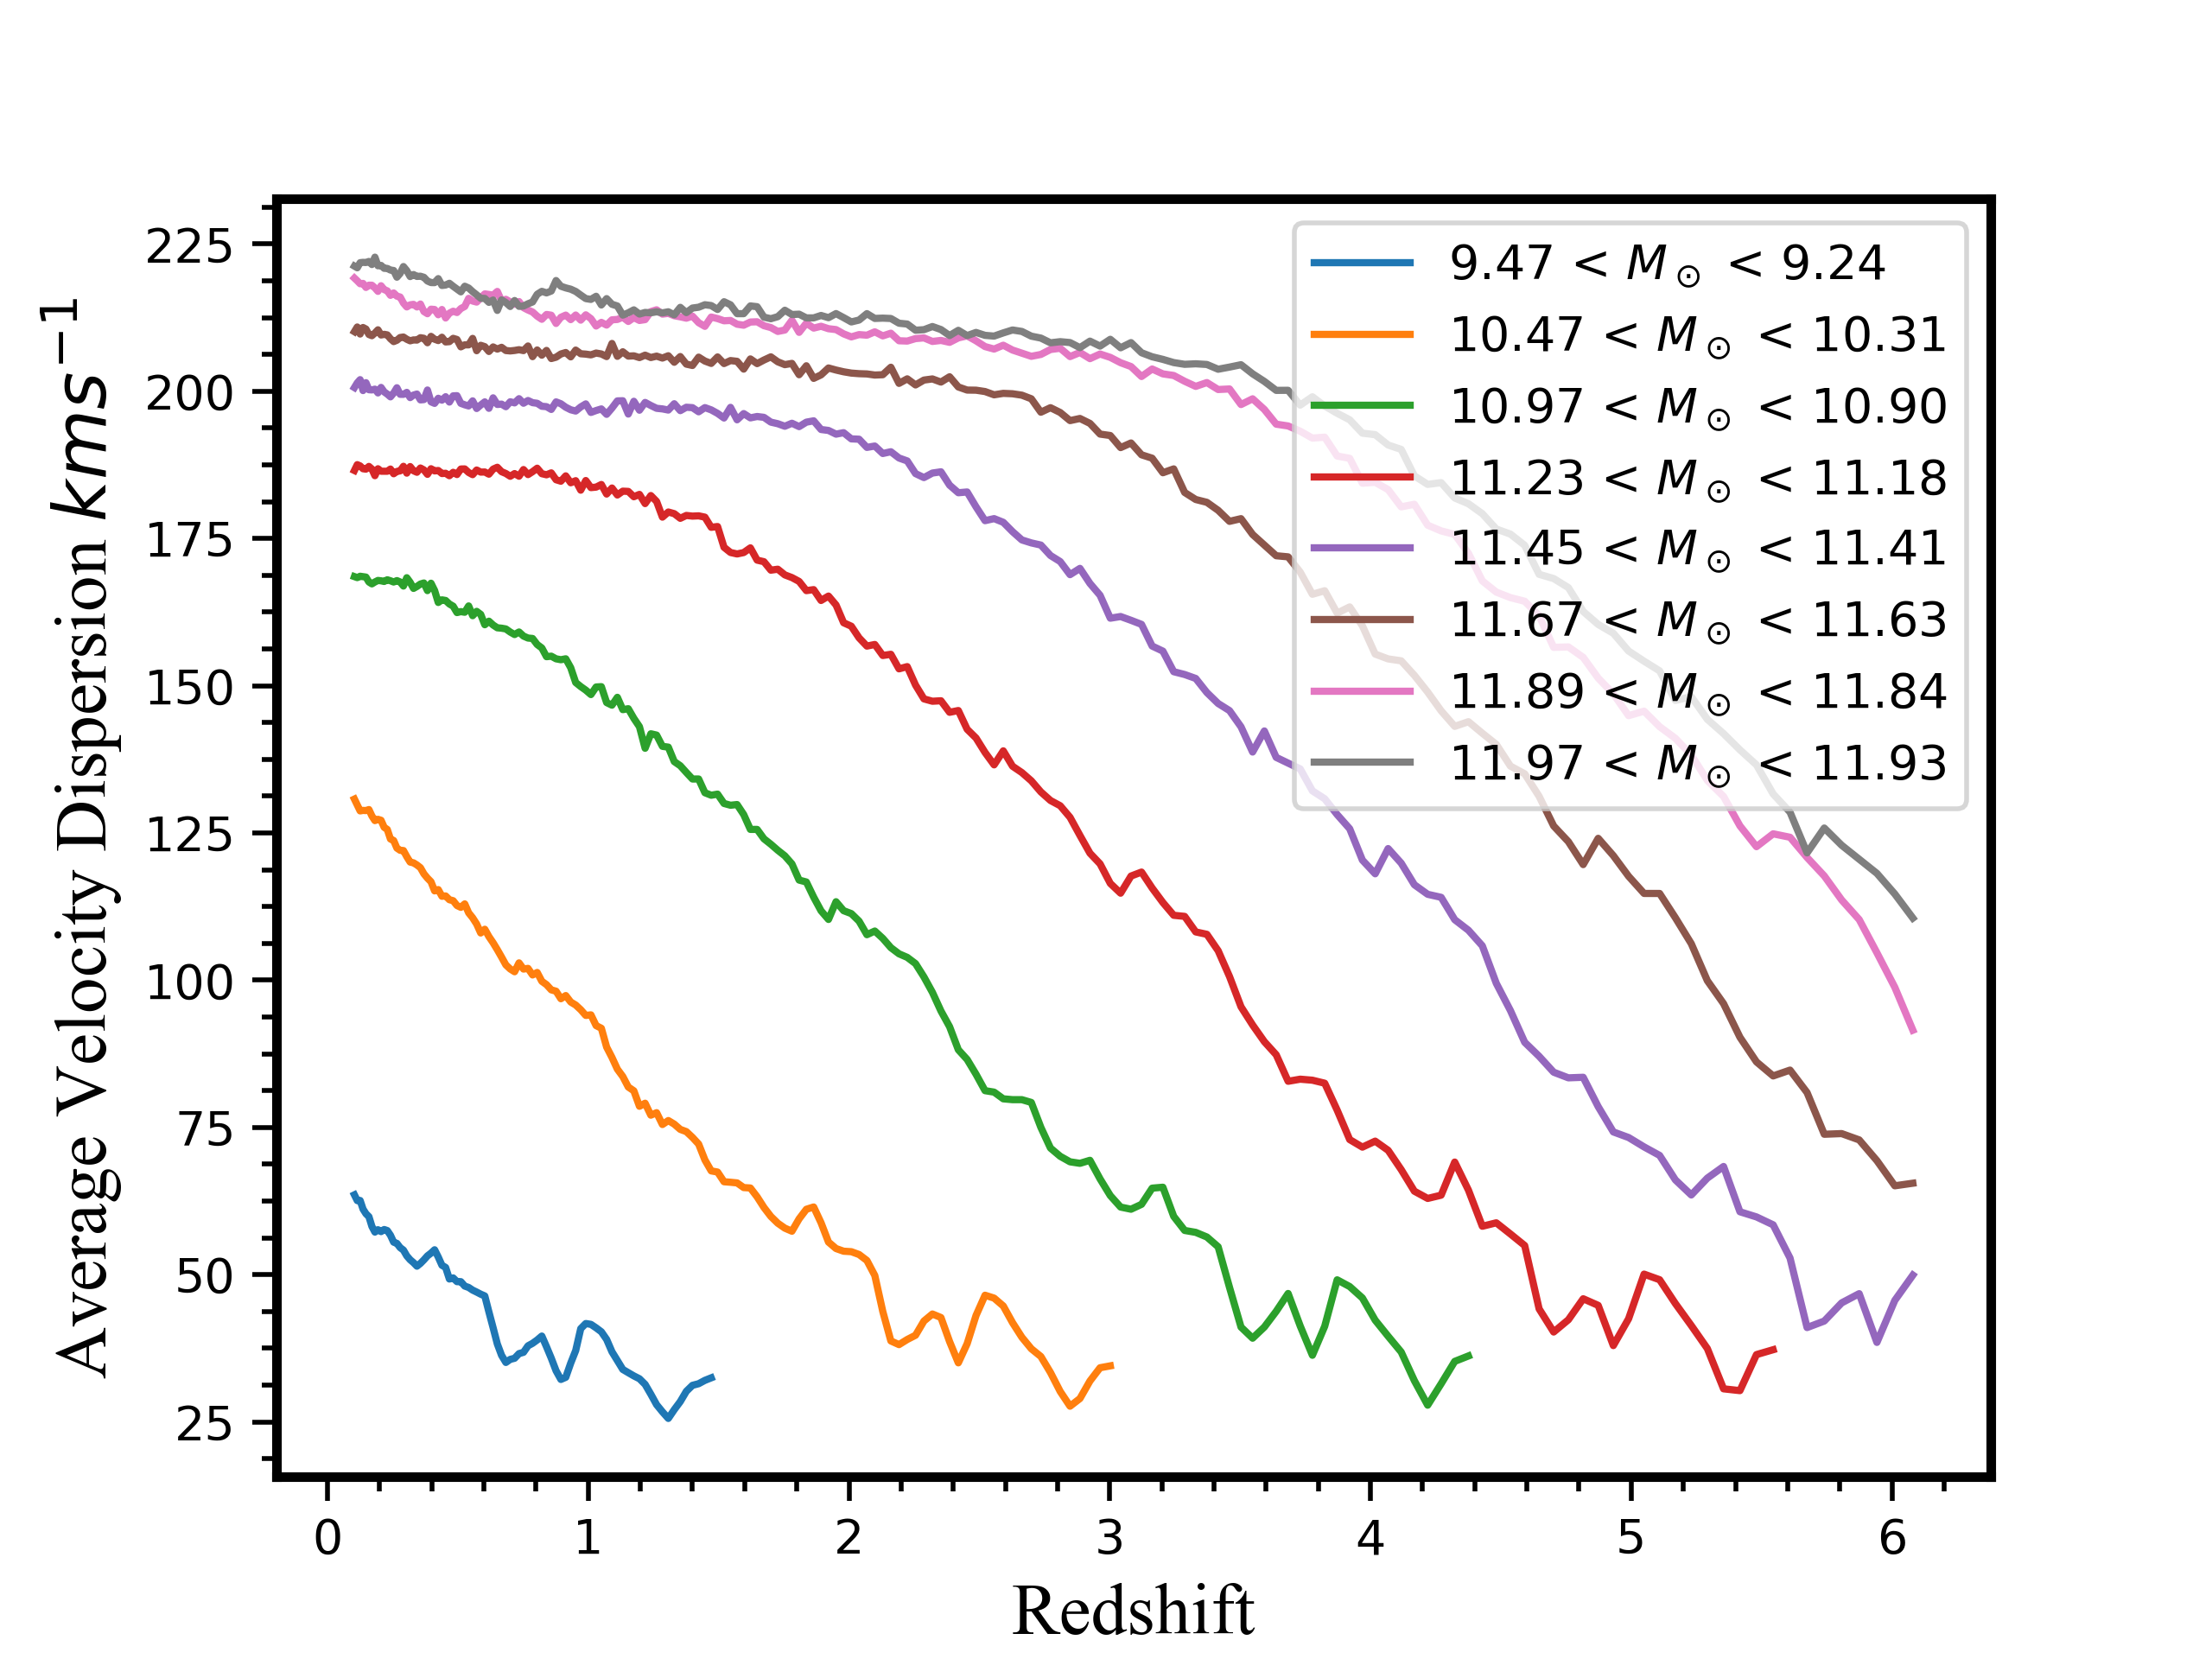 Average Velocity Dispersion kms⁻¹
225
200
175
150
125
100
75
50
25
9.47 < M⊙ < 9.24
10.47 < M⊙ < 10.31
10.97 < M⊙ < 10.90
11.23 < M⊙ < 11.18
11.45 < M⊙ < 11.41
11.67 < M⊙ < 11.63
11.89 < M⊙ < 11.84
11.97 < M⊙ < 11.93
0 1 2 3 4 5 6
Redshift